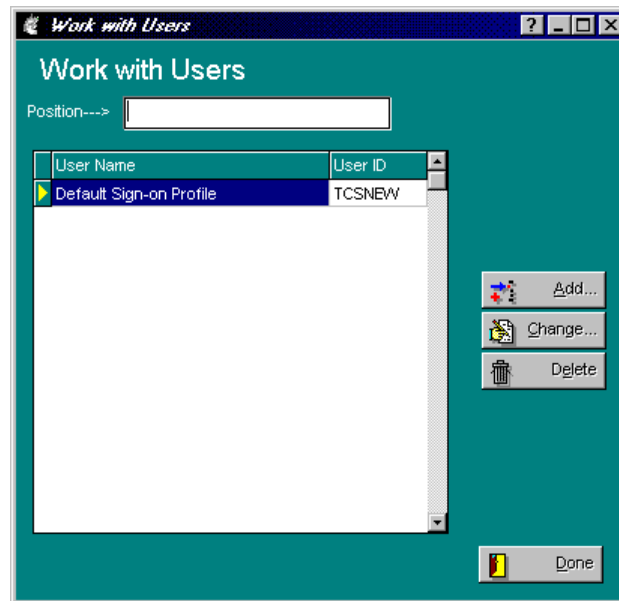 Work with Users
Work with Users
Position--->
User Name User ID
Default Sign-on Profile TCSNEW
Add...
Change...
Delete
Done